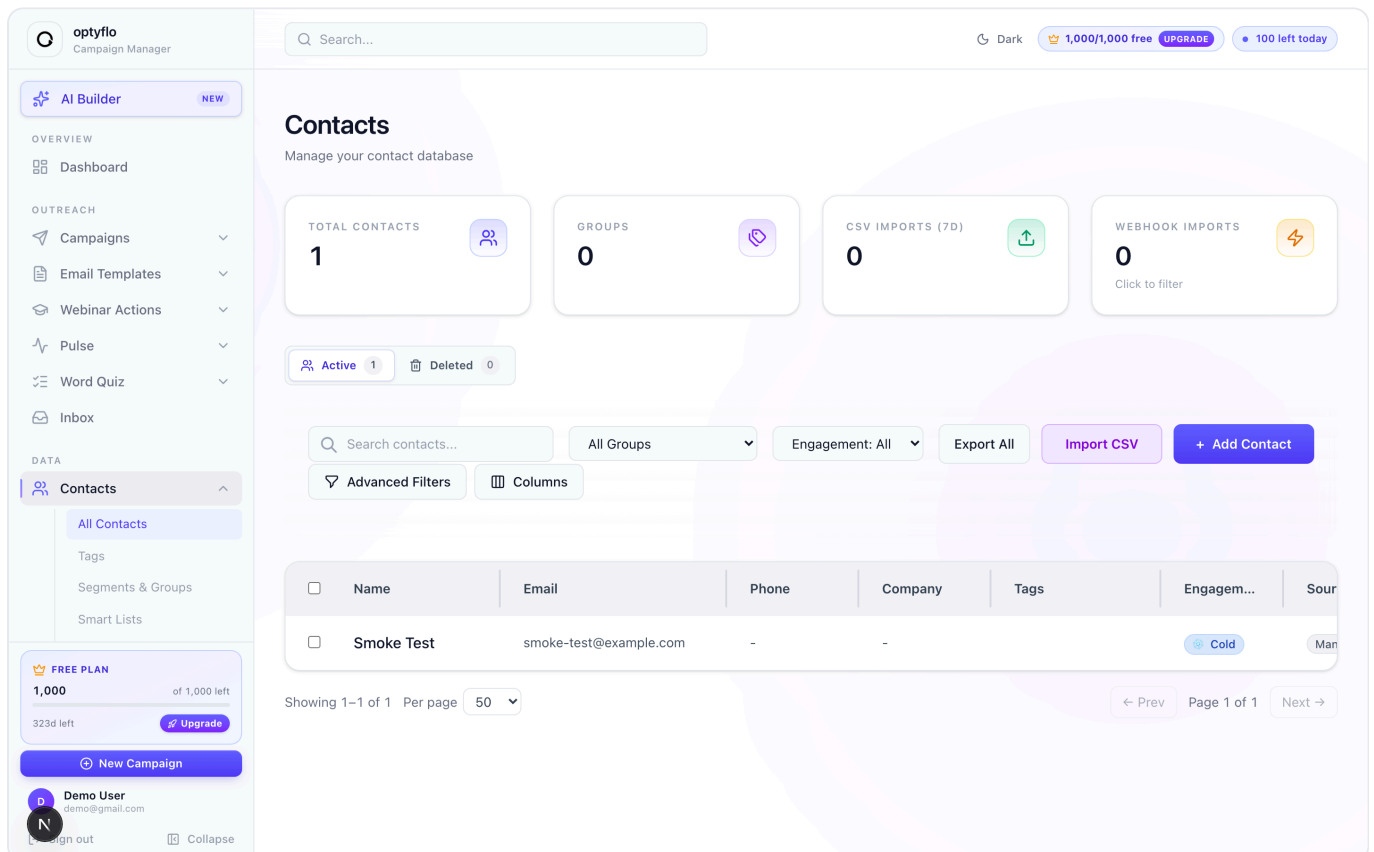 optyflo
Campaign Manager
Search...
Dark
1,000/1,000 free UPGRADE
100 left today
AI Builder NEW
OVERVIEW
Dashboard
OUTREACH
Campaigns
Email Templates
Webinar Actions
Pulse
Word Quiz
Inbox
DATA
Contacts
All Contacts
Tags
Segments & Groups
Smart Lists
FREE PLAN
1,000 of 1,000 left
323d left Upgrade
New Campaign
D
Demo User
demo@gmail.com
N
Sign out Collapse
Contacts
Manage your contact database
TOTAL CONTACTS
1
GROUPS
0
CSV IMPORTS (7D)
0
WEBHOOK IMPORTS
0
Click to filter
Active 1 Deleted 0
Search contacts... All Groups Engagement: All Export All Import CSV + Add Contact
Advanced Filters Columns
Name Email Phone Company Tags Engagem... Sour
Smoke Test smoke-test@example.com - - Cold Man
Showing 1–1 of 1 Per page 50 ← Prev Page 1 of 1 Next →